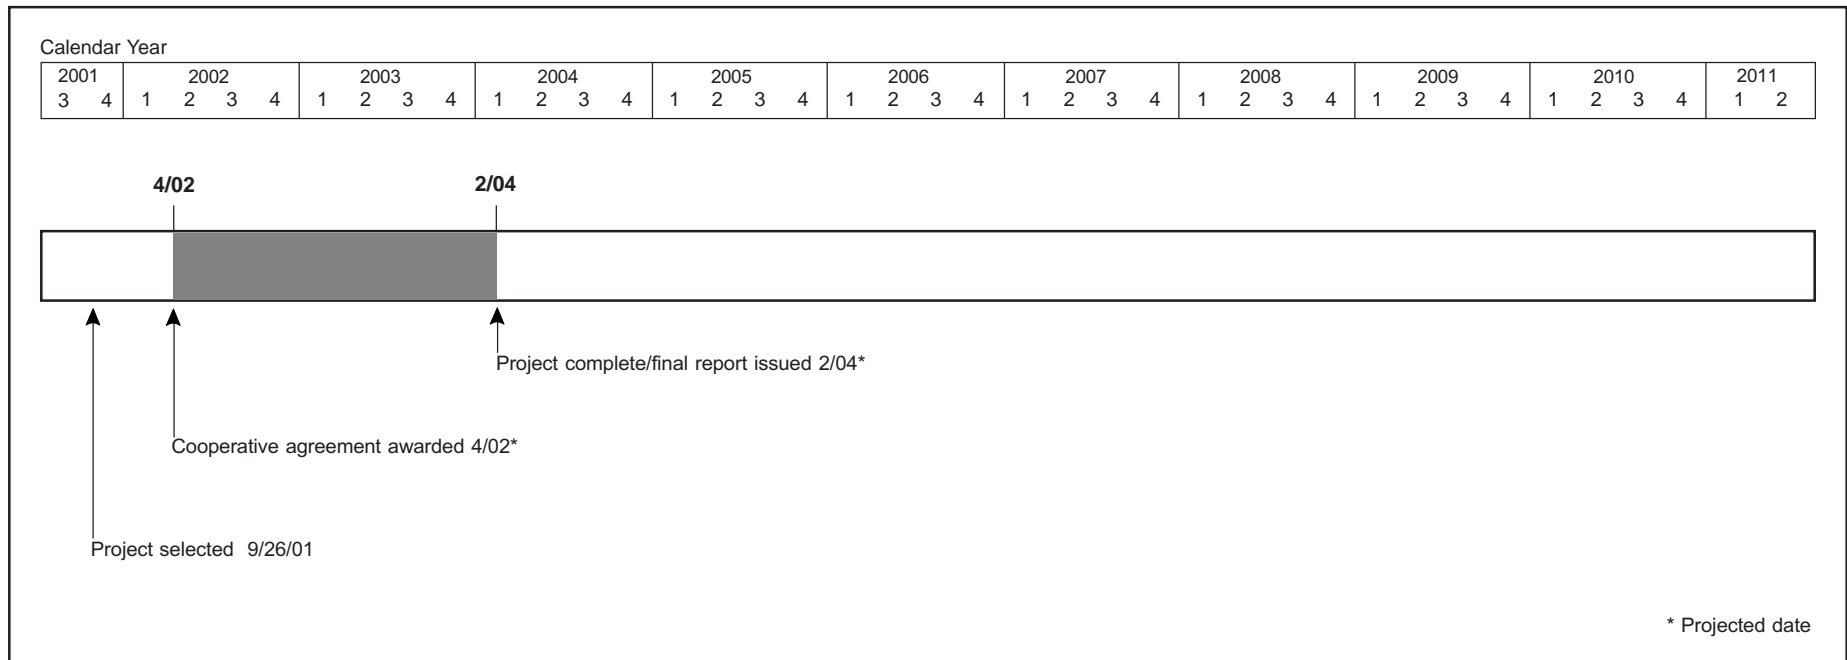 Calendar Year
2001 2002 2003 2004 2005 2006 2007 2008 2009 2010 2011
3 4 1 2 3 4 1 2 3 4 1 2 3 4 1 2 3 4 1 2 3 4 1 2 3 4 1 2 3 4 1 2 3 4 1 2 3 4 1 2
4/02 2/04
Project complete/final report issued 2/04*
Cooperative agreement awarded 4/02*
Project selected 9/26/01
* Projected date